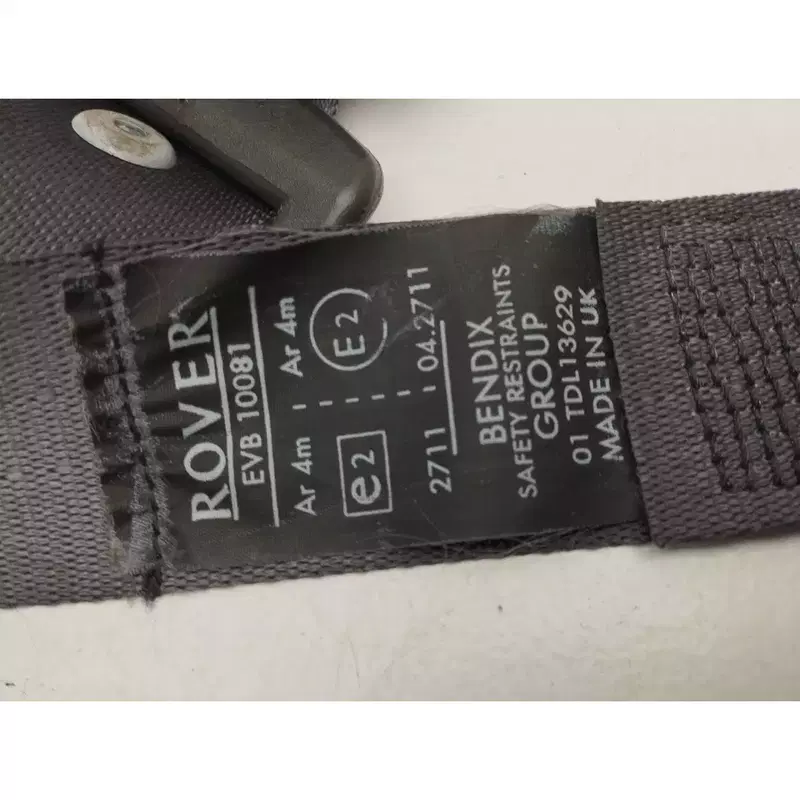 ROVER
EVB 10081
Ar 4m Ar 4m
e2 E2
2711 04.2711
BENDIX
SAFETY RESTRAINTS
GROUP
01 TDL13629
MADE IN UK